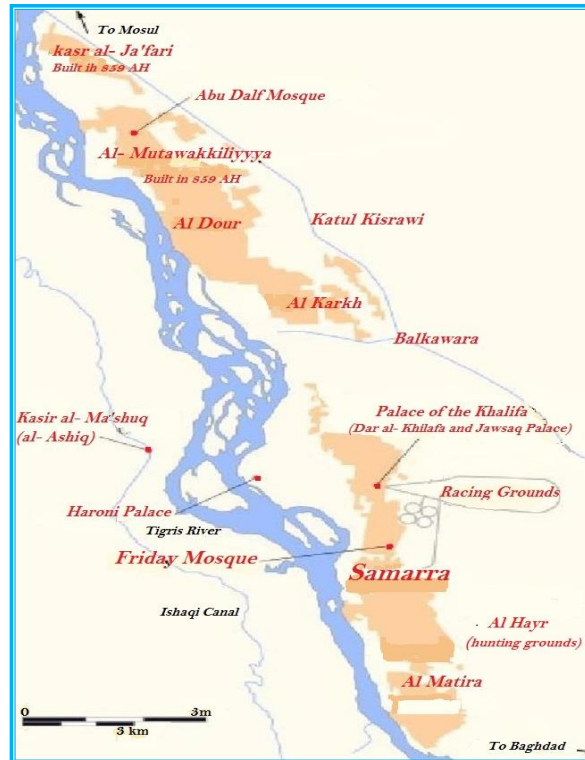 To Mosul
kasr al- Ja'fari
Built ih 859 AH
Abu Dalf Mosque
Al- Mutawakkiliyyya
Built in 859 AH
Katul Kisrawi
Al Dour
Al Karkh
Balkawara
Kasir al- Ma'shuq
(al- Ashiq)
Palace of the Khalifa
(Dar al- Khilafa and Jawsaq Palace)
Racing Grounds
Haroni Palace
Tigris River
Friday Mosque
Samarra
Ishaqi Canal
Al Hayr
(hunting grounds)
Al Matira
0 3m
3 km
To Baghdad